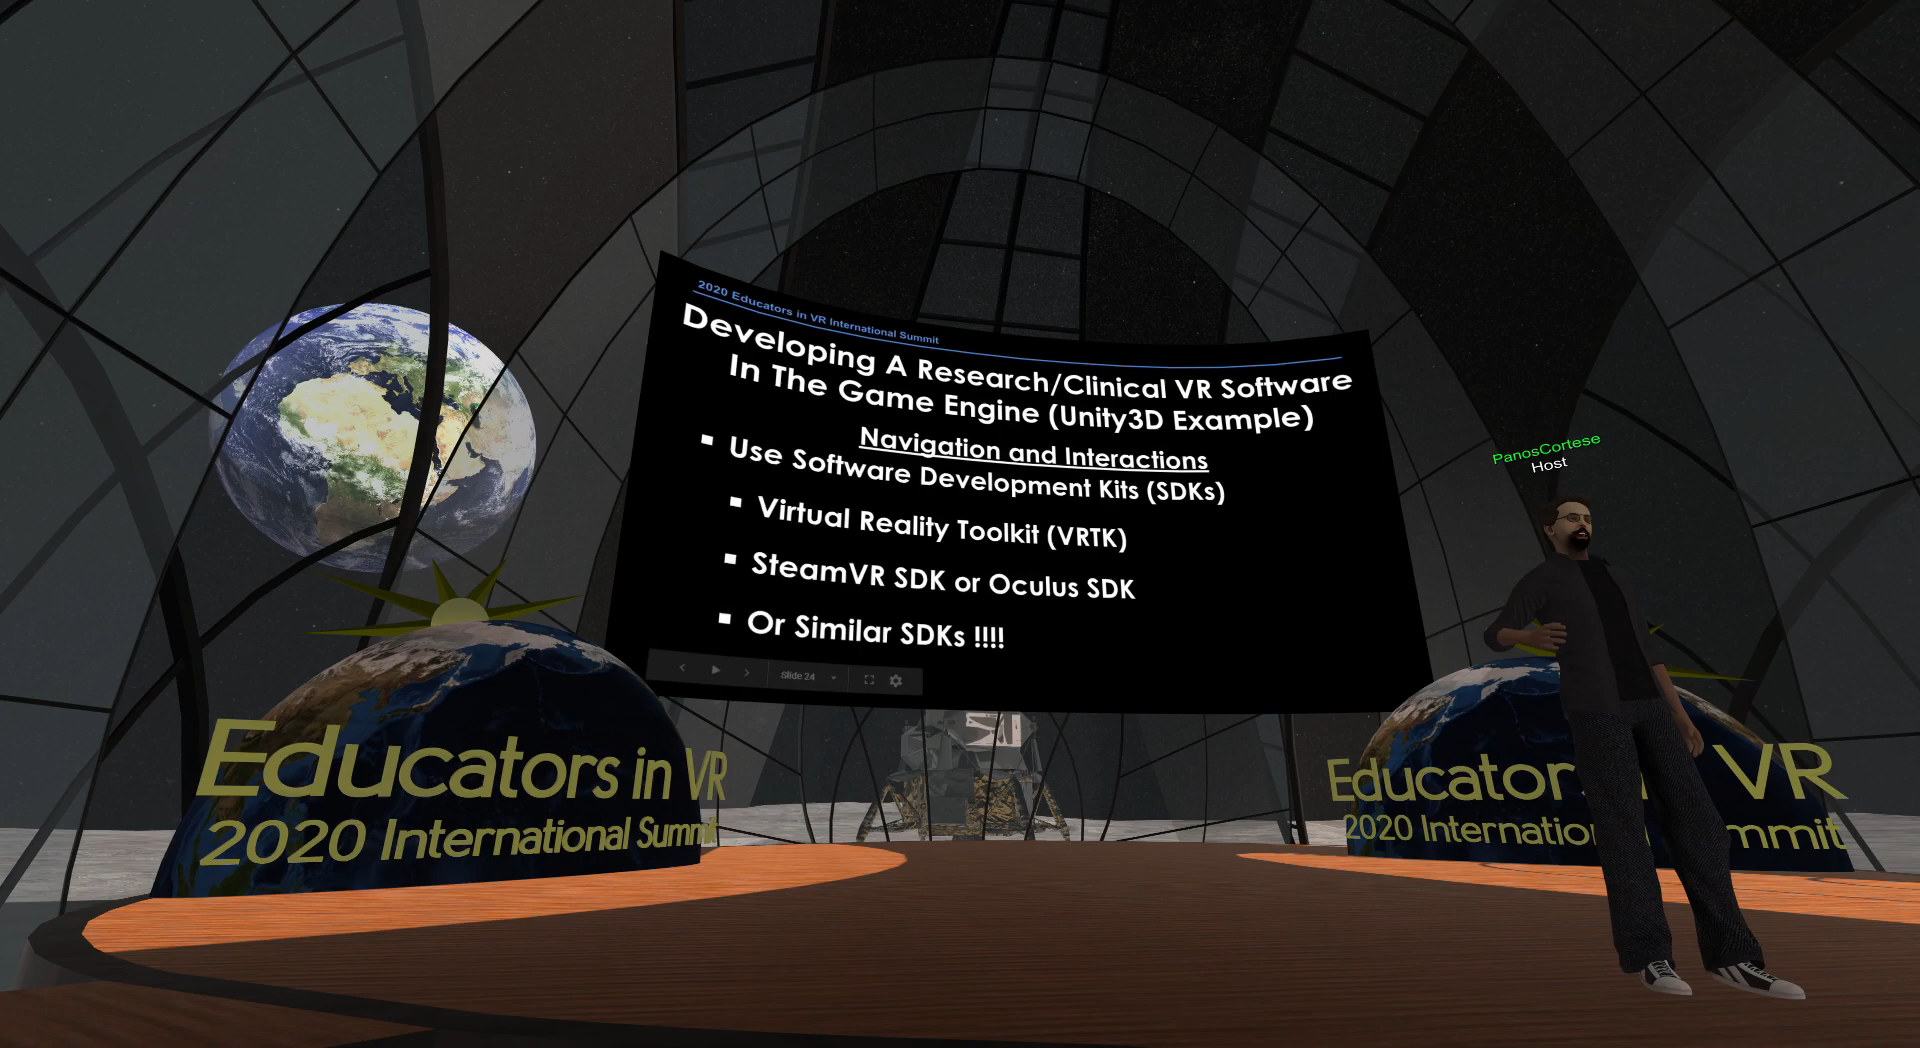 2020 Educators in VR International Summit
Developing A Research/Clinical VR Software
In The Game Engine (Unity3D Example)
Navigation and Interactions
▪ Use Software Development Kits (SDKs)
▪ Virtual Reality Toolkit (VRTK)
▪ SteamVR SDK or Oculus SDK
▪ Or Similar SDKs !!!!
Slide 24
PanosCortese
Host
Educators in VR
2020 International Summit
Educator VR
2020 Internatio mmit